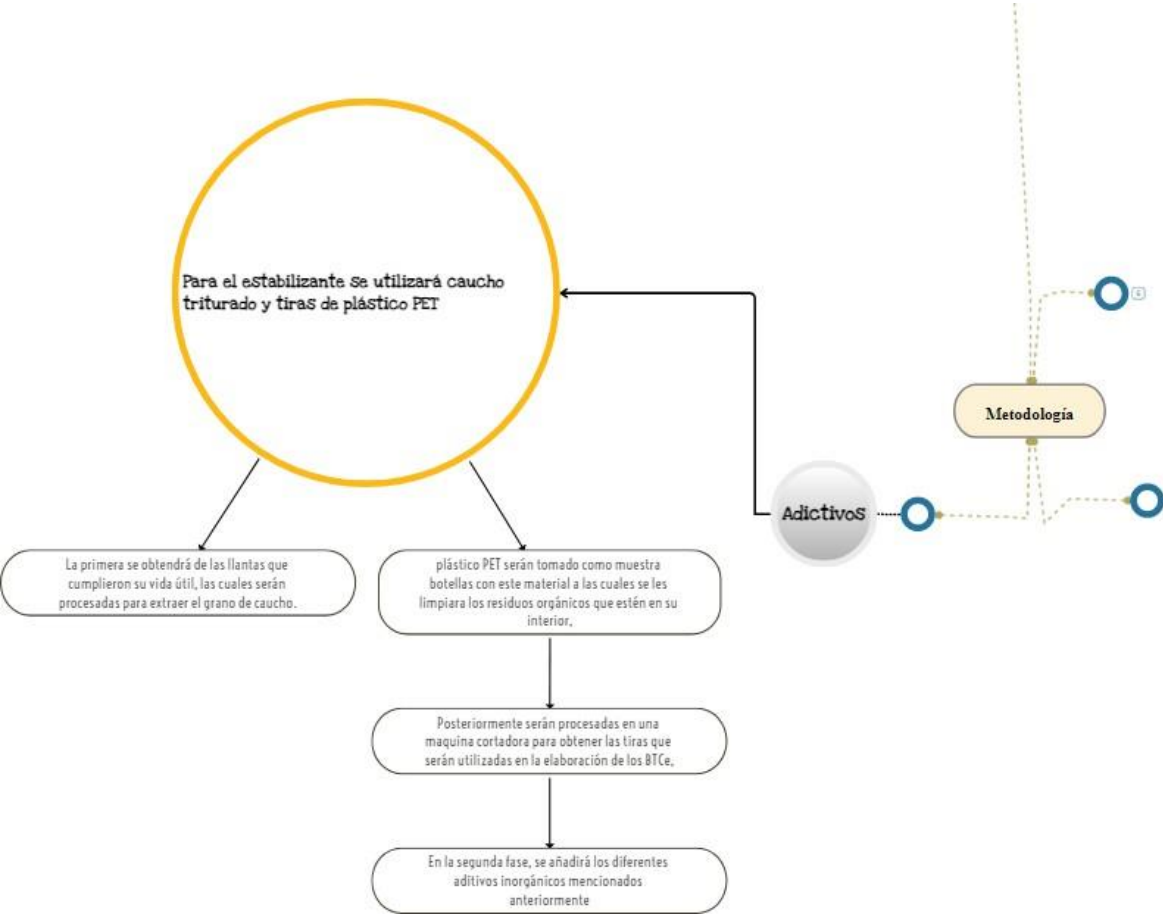 Para el estabilizante se utilizará caucho
triturado y tiras de plástico PET
Metodología
Adictivos
La primera se obtendrá de las llantas que
cumplieron su vida útil, las cuales serán
procesadas para extraer el grano de caucho.
plástico PET serán tomado como muestra
botellas con este material a las cuales se les
limpiara los residuos orgánicos que estén en su
interior,
Posteriormente serán procesadas en una
maquina cortadora para obtener las tiras que
serán utilizadas en la elaboración de los BTCe,
En la segunda fase, se añadirá los diferentes
aditivos inorgánicos mencionados
anteriormente